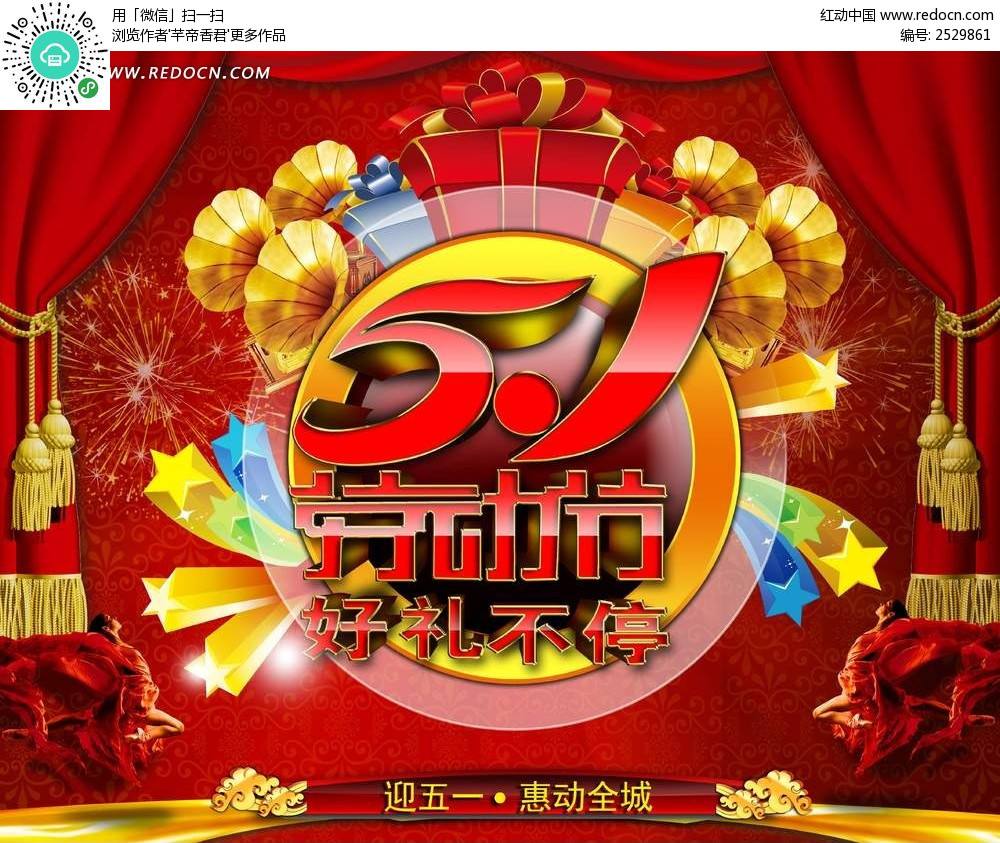 用「微信」扫一扫
浏览作者'芊帝香君'更多作品
红动中国 www.redocn.com
编号: 2529861
WWW.REDOCN.COM
5.1
劳动节
好礼不停
迎五一·惠动全城